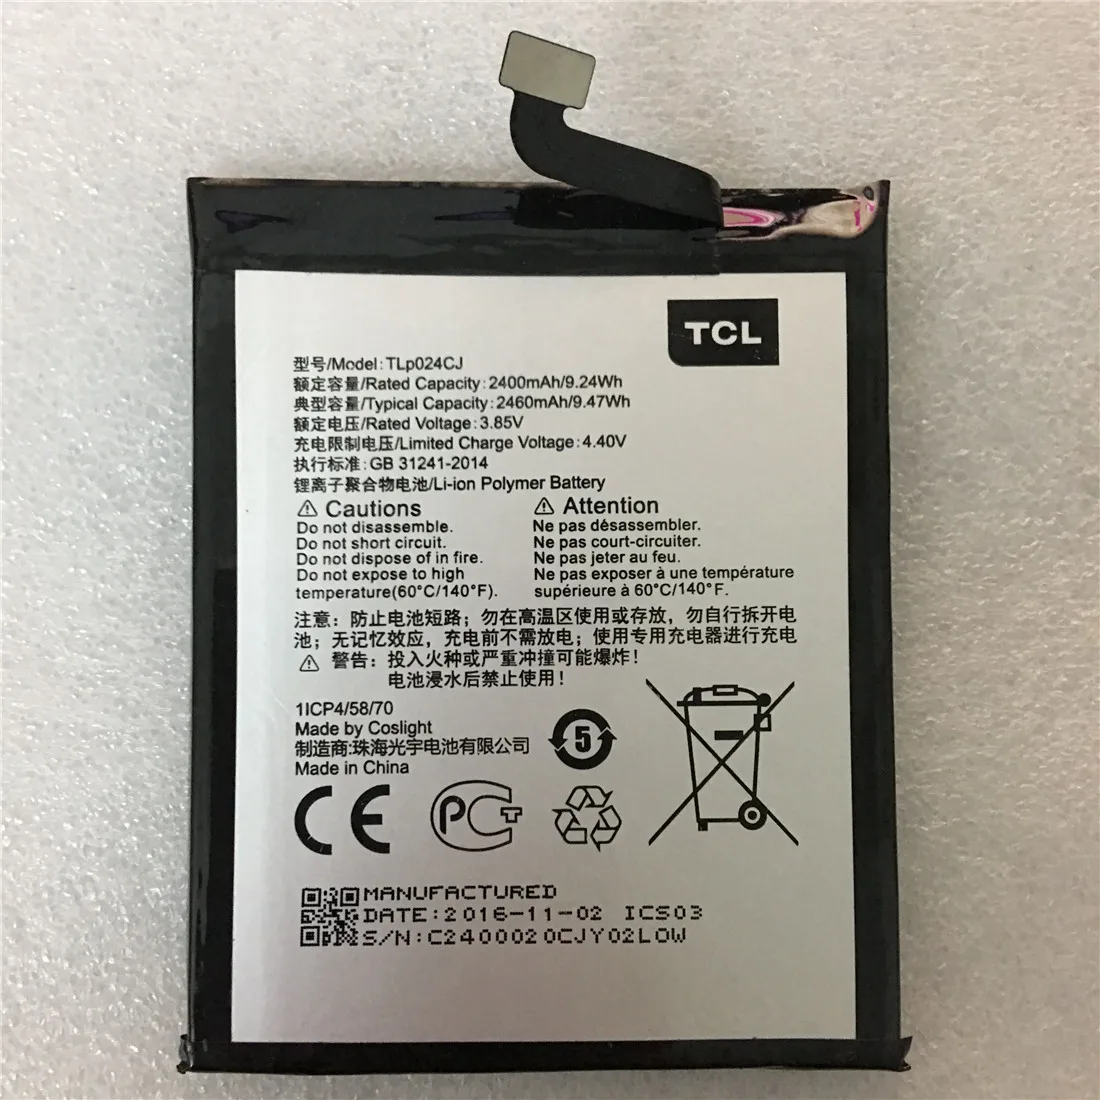 TCL
型号/Model: TLp024CJ
额定容量/Rated Capacity: 2400mAh/9.24Wh
典型容量/Typical Capacity: 2460mAh/9.47Wh
额定电压/Rated Voltage: 3.85V
充电限制电压/Limited Charge Voltage: 4.40V
执行标准: GB 31241-2014
锂离子聚合物电池/Li-ion Polymer Battery
⚠ Cautions
Do not disassemble.
Do not short circuit.
Do not dispose of in fire.
Do not expose to high
temperature(60°C/140°F).
⚠ Attention
Ne pas désassembler.
Ne pas court-circuiter.
Ne pas jeter au feu.
Ne pas exposer à une température
supérieure à 60°C/140°F.
注意：防止电池短路；勿在高温区使用或存放，勿自行拆开电
池；无记忆效应，充电前不需放电；使用专用充电器进行充电
⚠ 警告：投入火种或严重冲撞可能爆炸！
电池浸水后禁止使用！
1ICP4/58/70
Made by Coslight
制造商:珠海光宇电池有限公司
Made in China
5
CE PCT
MANUFACTURED
DATE:2016-11-02 ICS03
S/N:C2400020CJY02LOW